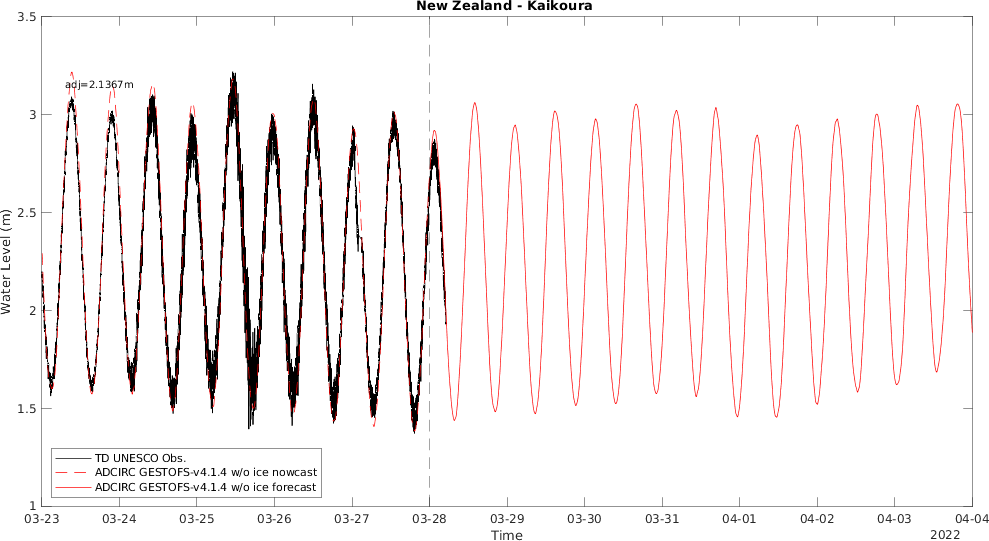 New Zealand - Kaikoura
3.5
3
2.5
2
1.5
1
Water Level (m)
adj=2.1367m
TD UNESCO Obs.
ADCIRC GESTOFS-v4.1.4 w/o ice nowcast
ADCIRC GESTOFS-v4.1.4 w/o ice forecast
03-23 03-24 03-25 03-26 03-27 03-28 03-29 03-30 03-31 04-01 04-02 04-03 04-04
Time
2022